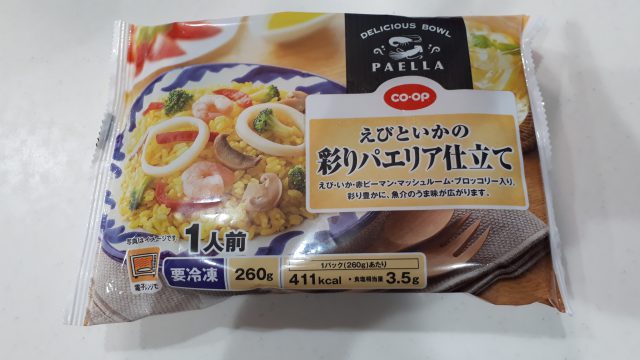 DELICIOUS BOWL
PAELLA
CO·OP
えびといかの
彩りパエリア仕立て
えび・いか・赤ピーマン・マッシュルーム・ブロッコリー入り。
彩り豊かに、魚介のうま味が広がります。
写真はイメージです
1人前
電子レンジで
要冷凍
260g
1パック(260g)あたり
411kcal ・食塩相当量 3.5g